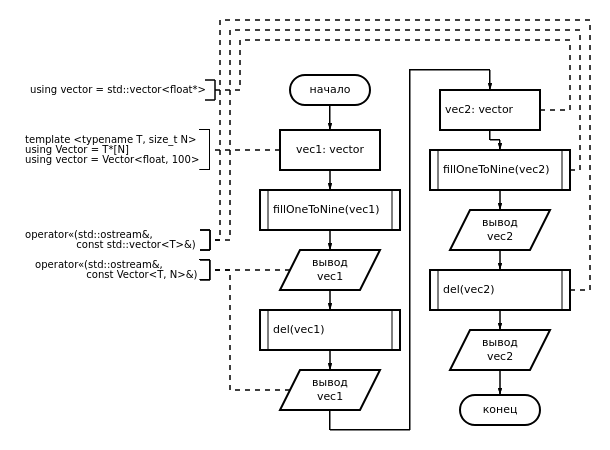 using vector = std::vector<float*>
template <typename T, size_t N>
using Vector = T*[N]
using vector = Vector<float, 100>
operator«(std::ostream&,
const std::vector<T>&)
operator«(std::ostream&,
const Vector<T, N>&)
начало
vec1: vector
fillOneToNine(vec1)
вывод
vec1
del(vec1)
вывод
vec1
vec2: vector
fillOneToNine(vec2)
вывод
vec2
del(vec2)
вывод
vec2
конец